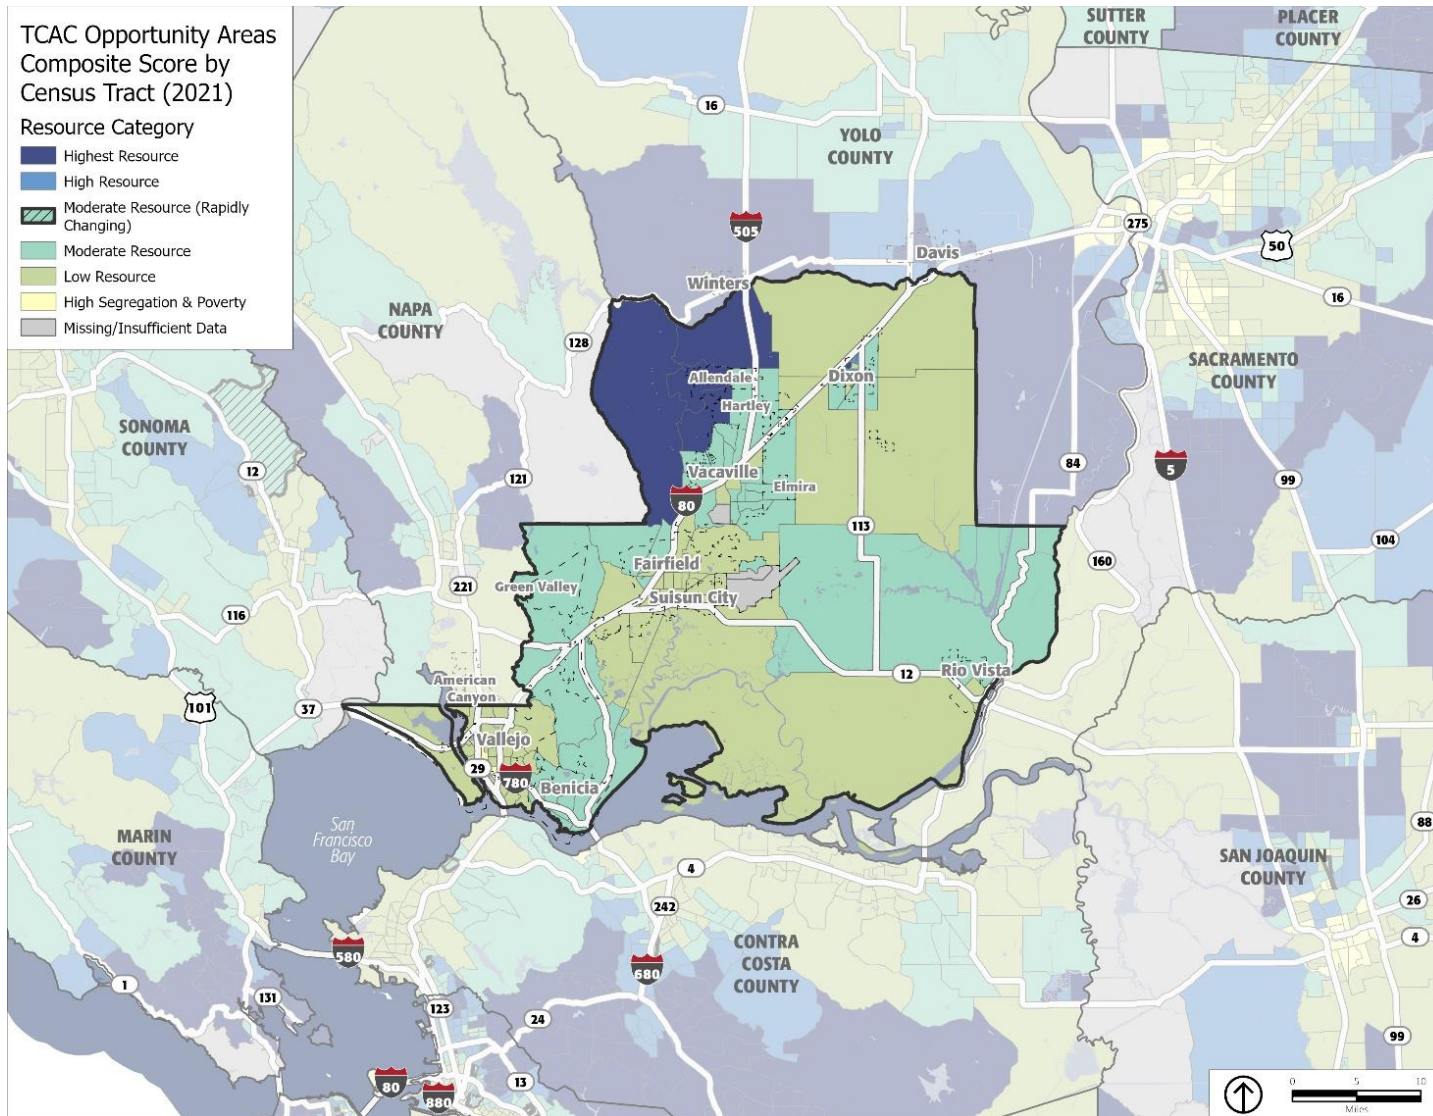 TCAC Opportunity Areas
Composite Score by
Census Tract (2021)
Resource Category
Highest Resource
High Resource
Moderate Resource (Rapidly
Changing)
Moderate Resource
Low Resource
High Segregation & Poverty
Missing/Insufficient Data
SUTTER
COUNTY
PLACER
COUNTY
16
YOLO
COUNTY
505
Davis
275
50
Winters
16
NAPA
COUNTY
128
SACRAMENTO
COUNTY
Allendale
Dixon
Hartley
SONOMA
COUNTY
12
121
Vacaville
Elmira
84
5
99
80
113
104
160
Fairfield
Green Valley
221
Suisun City
116
Rio Vista
12
American
Canyon
101
37
Vallejo
29
780
Benicia
San
Francisco
Bay
MARIN
COUNTY
88
SAN JOAQUIN
COUNTY
4
26
242
4
CONTRA
COSTA
COUNTY
580
680
1
131
123
24
99
13
80
880
0 5 10
Miles